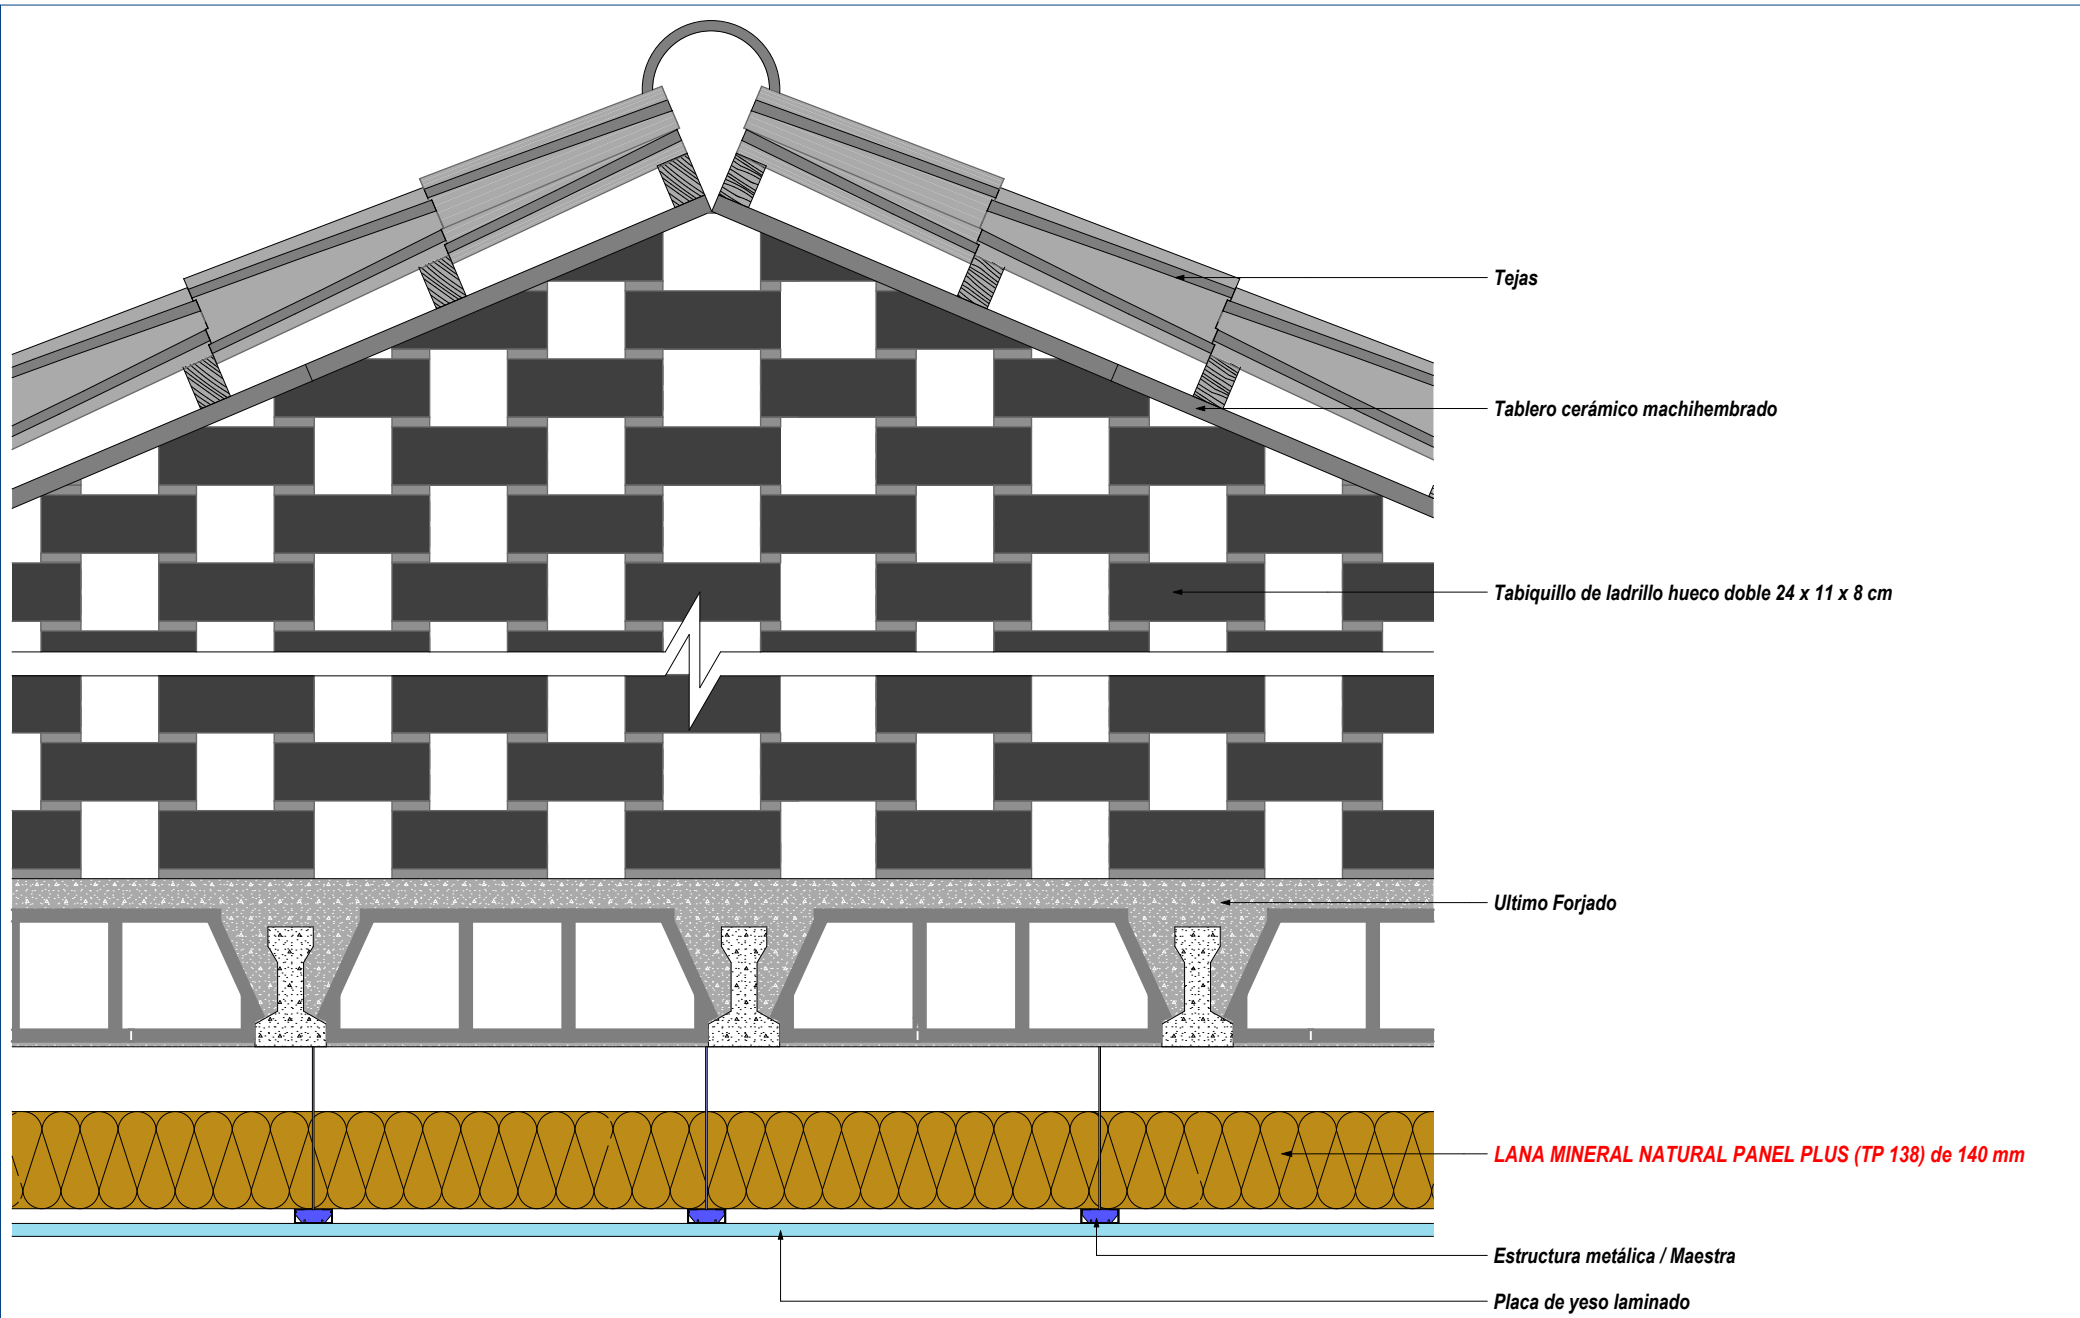 Tejas
Tablero cerámico machihembrado
Tabiquillo de ladrillo hueco doble 24 x 11 x 8 cm
Ultimo Forjado
LANA MINERAL NATURAL PANEL PLUS (TP 138) de 140 mm
Estructura metálica / Maestra
Placa de yeso laminado